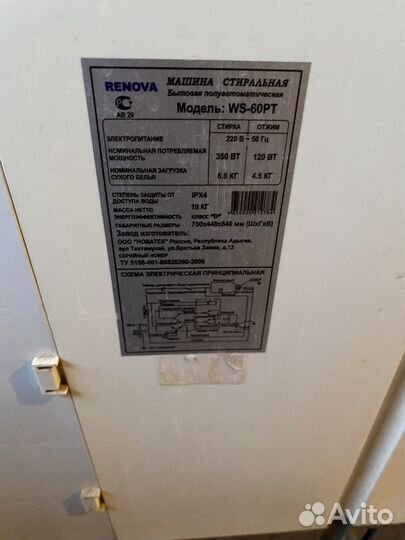 RENOVA МАШИНА СТИРАЛЬНАЯ
Бытовая полуавтоматическая
АВ 29 Модель: WS-60PT
СТИРКА ОТЖИМ
ЭЛЕКТРОПИТАНИЕ 220 В ~ 50 Гц
НОМИНАЛЬНАЯ ПОТРЕБЛЯЕМАЯ
МОЩНОСТЬ 350 ВТ 120 ВТ
НОМИНАЛЬНАЯ ЗАГРУЗКА
СУХОГО БЕЛЬЯ 6.0 КГ 4.5 КГ
СТЕПЕНЬ ЗАЩИТЫ ОТ
ДОСТУПА ВОДЫ IPX4
МАССА НЕТТО 19 КГ
ЭНЕРГОЭФФЕКТИВНОСТЬ класс "D"
ГАБАРИТНЫЕ РАЗМЕРЫ 750х440х840 мм (ШхГхВ)
Завод изготовитель:
ООО "НОВАТЕК" Россия, Республика Адыгея,
аул Тахтамукай, ул.Братьев Заема, д.12
СЕРИЙНЫЙ НОМЕР
ТУ 5156-001-88820260-2009
СХЕМА ЭЛЕКТРИЧЕСКАЯ ПРИНЦИПИАЛЬНАЯ
Avito